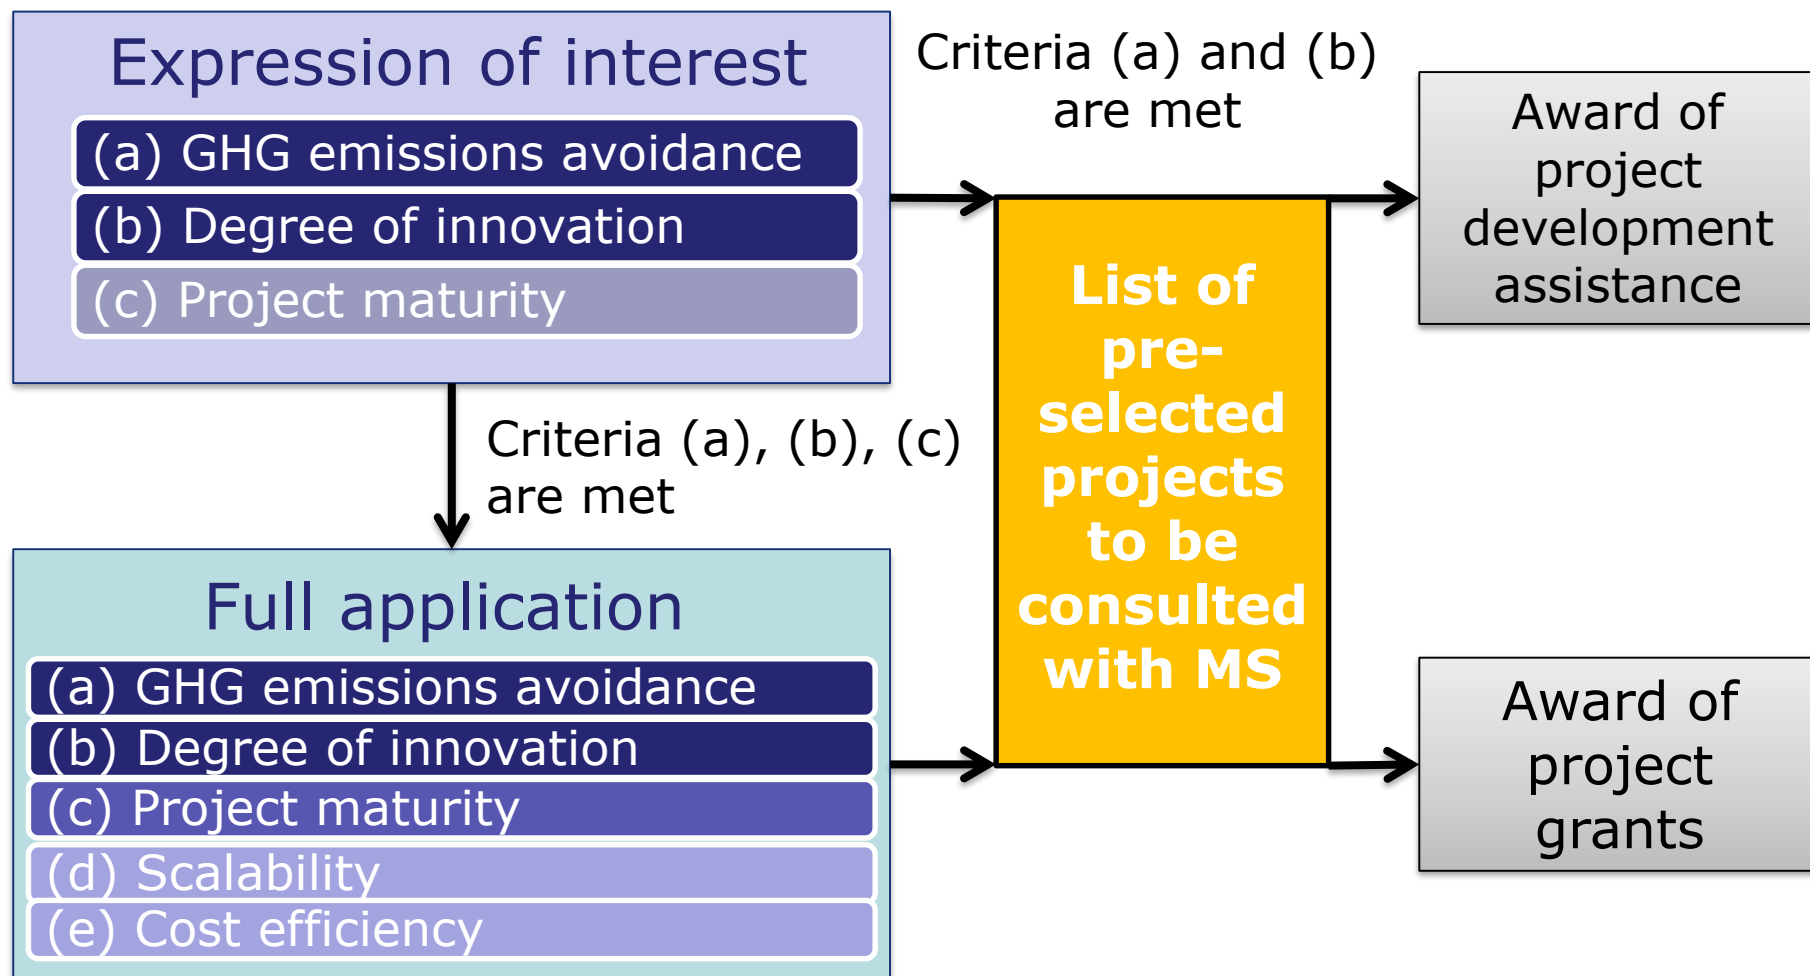 Expression of interest
(a) GHG emissions avoidance
(b) Degree of innovation
(c) Project maturity
Criteria (a) and (b)
are met
Award of
project
development
assistance
List of
pre-
selected
projects
to be
consulted
with MS
Criteria (a), (b), (c)
are met
Full application
(a) GHG emissions avoidance
(b) Degree of innovation
(c) Project maturity
(d) Scalability
(e) Cost efficiency
Award of
project
grants